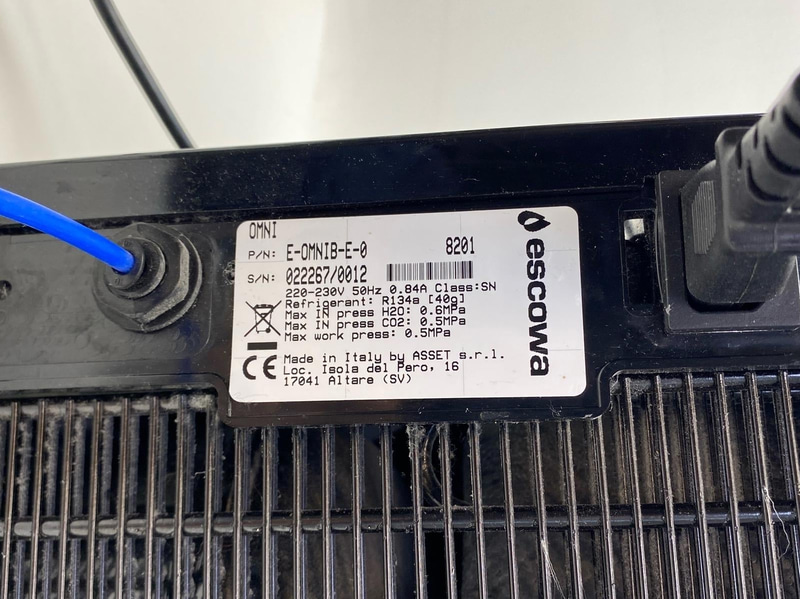 OMNI
P/N: E-OMNIB-E-0 8201
S/N: 022267/0012
220-230V 50Hz 0.84A Class:SN
Refrigerant: R134a [40g]
Max IN press H2O: 0.6MPa
Max IN press CO2: 0.5MPa
Max work press: 0.5MPa
CE
Made in Italy by ASSET s.r.l.
Loc. Isola del Pero, 16
17041 Altare (SV)
escowa